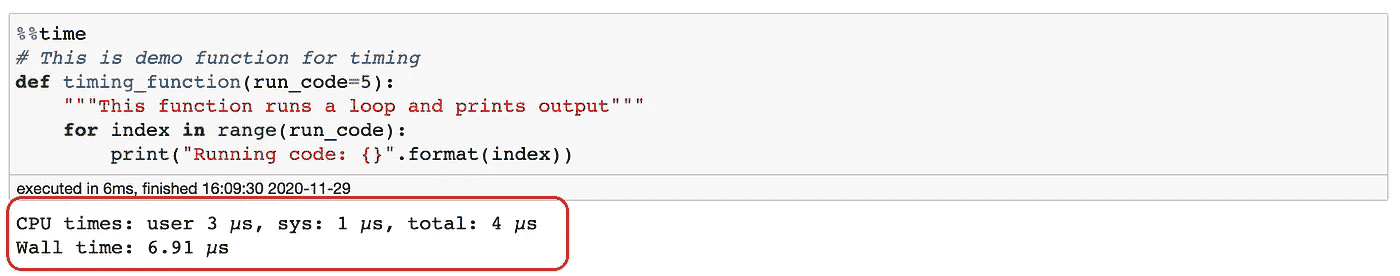 %%time
# This is demo function for timing
def timing_function(run_code=5):
    """This function runs a loop and prints output"""
    for index in range(run_code):
        print("Running code: {}".format(index))
executed in 6ms, finished 16:09:30 2020-11-29
CPU times: user 3 µs, sys: 1 µs, total: 4 µs
Wall time: 6.91 µs